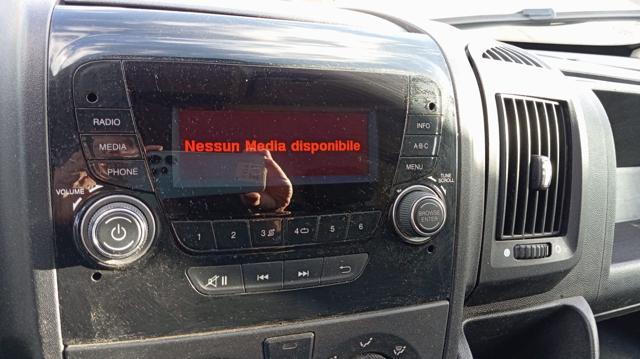 RADIO
MEDIA
PHONE
VOLUME
Nessun Media disponibile
INFO
A·B·C
MENU
TUNE
SCROLL
BROWSE
ENTER
1 2 3 4 5 6